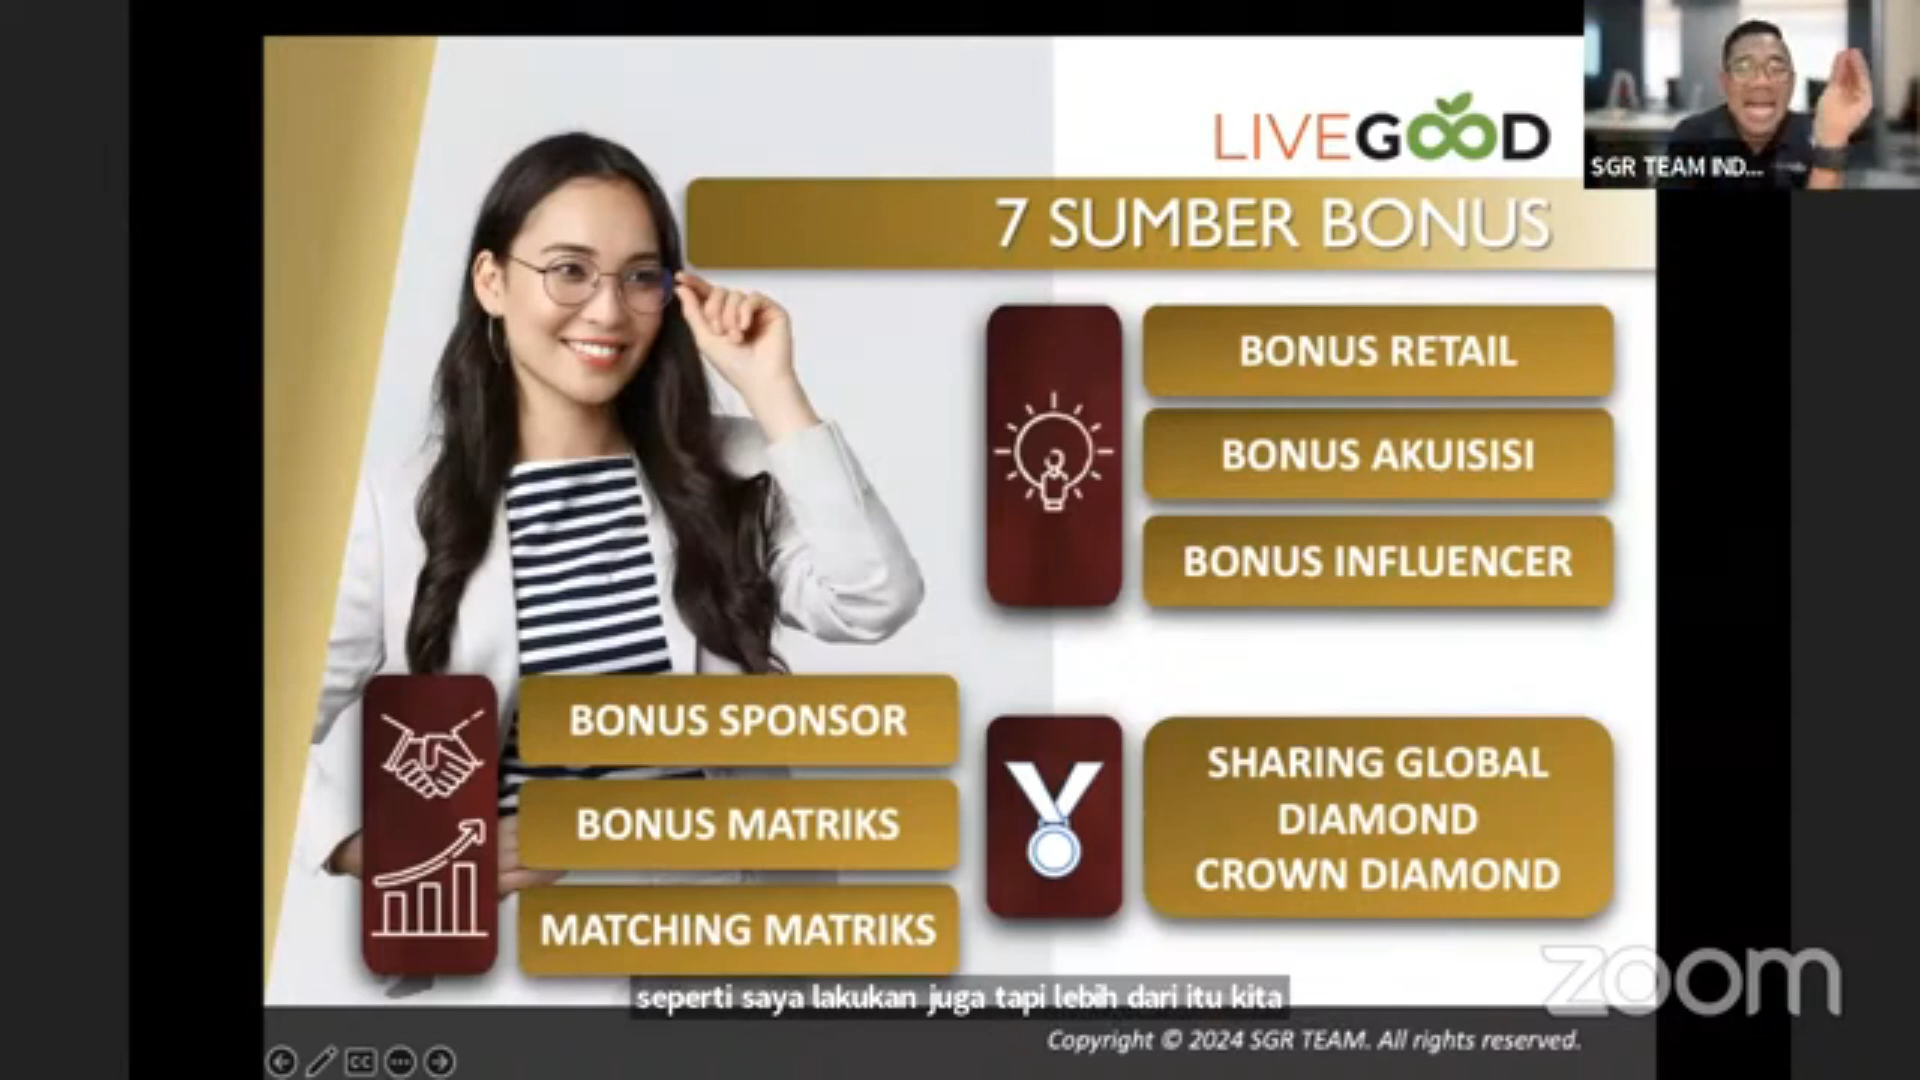 LIVEGOOD
SGR TEAM IND...
7 SUMBER BONUS
BONUS RETAIL
BONUS AKUISISI
BONUS INFLUENCER
BONUS SPONSOR
BONUS MATRIKS
MATCHING MATRIKS
SHARING GLOBAL
DIAMOND
CROWN DIAMOND
zoom
seperti saya lakukan juga tapi lebih dari itu kita
Copyright © 2024 SGR TEAM. All rights reserved.
CC